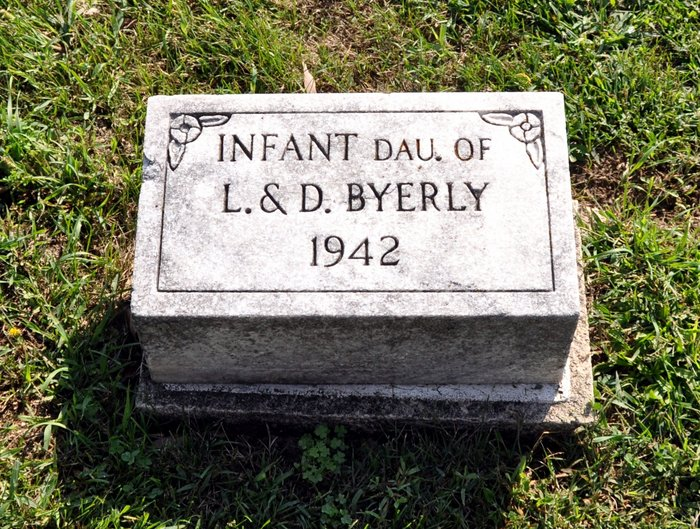 INFANT DAU. OF
L. & D. BYERLY
1942